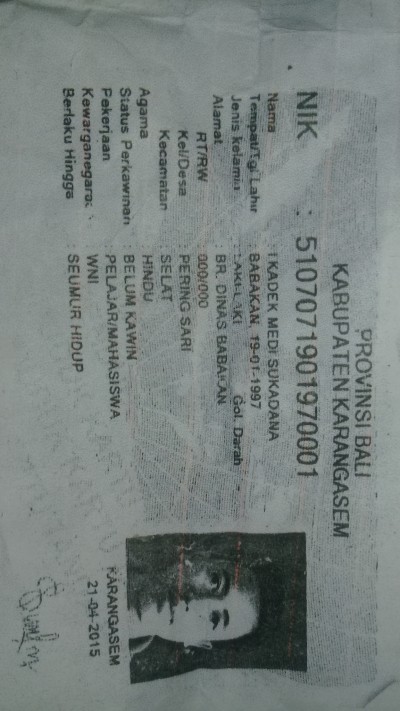 PROVINSI BALI
KABUPATEN KARANGASEM
NIK : 5107071901970001
Nama : I KADEK MEDI SUKADANA
Tempat/Tgl Lahir : BABAKAN, 19-01-1997
Jenis kelamin : LAKI-LAKI Gol. Darah -
Alamat : BR. DINAS BABAKAN
RT/RW : 000/000
Kel/Desa : PERING SARI
Kecamatan : SELAT
Agama : HINDU
Status Perkawinan : BELUM KAWIN
Pekerjaan : PELAJAR/MAHASISWA
Kewarganegaraan : WNI
Berlaku Hingga : SEUMUR HIDUP
KARANGASEM
21-04-2015